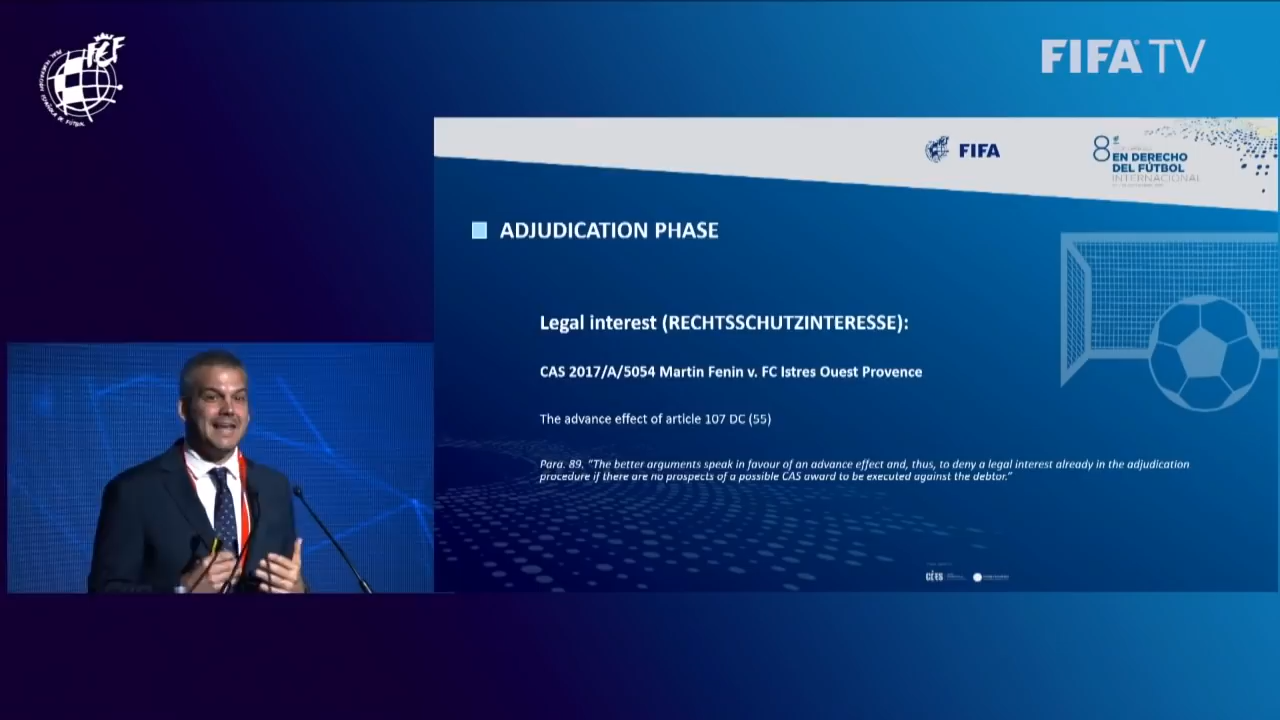 FIFA TV
FIFA
8
EN DERECHO
DEL FÚTBOL
INTERNACIONAL
ADJUDICATION PHASE
Legal interest (RECHTSSCHUTZINTERESSE):
CAS 2017/A/5054 Martin Fenin v. FC Istres Ouest Provence
The advance effect of article 107 DC (55)
Para. 89. “The better arguments speak in favour of an advance effect and, thus, to deny a legal interest already in the adjudication
procedure if there are no prospects of a possible CAS award to be executed against the debtor.”